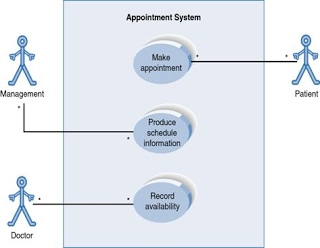 Appointment System
Make
appointment
*
*
Management
Patient
*
Produce
schedule
information
*
*
*
Record
availability
Doctor